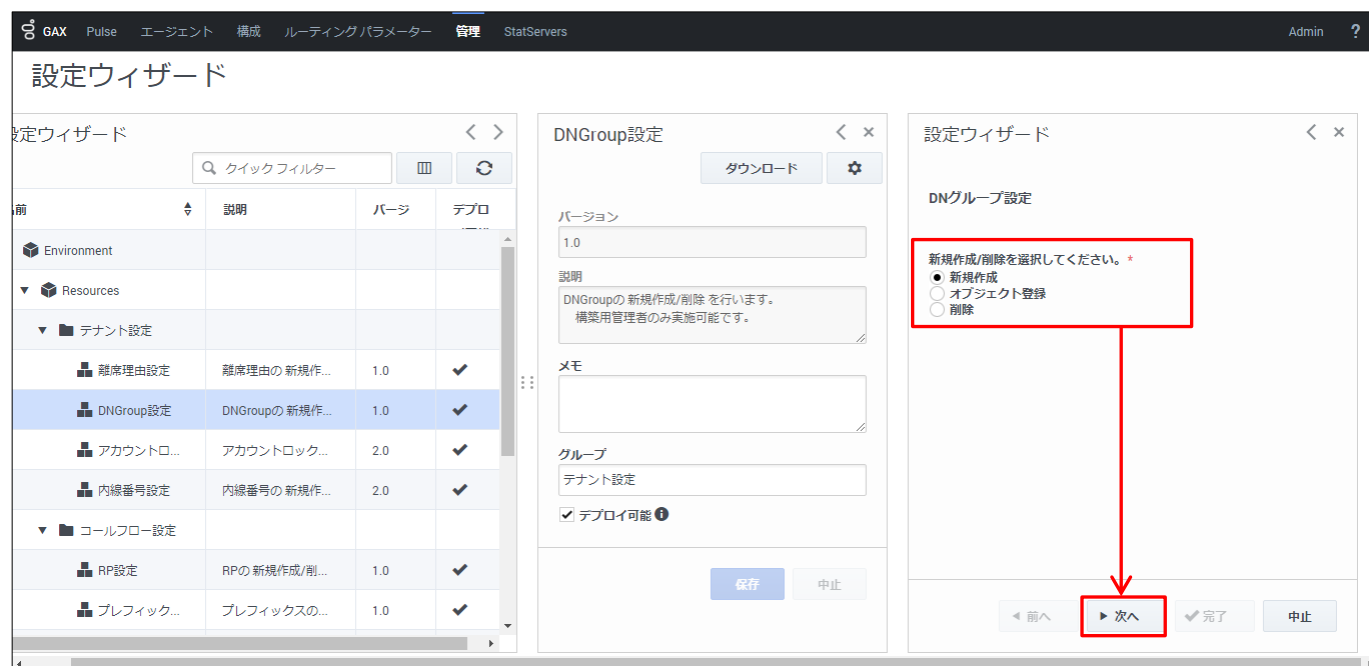 GAX Pulse エージェント 構成 ルーティング パラメーター 管理 StatServers Admin ?
設定ウィザード
設定ウィザード
クイック フィルター
名前 説明 バージ デプロ
Environment
Resources
テナント設定
離席理由設定 離席理由の 新規作... 1.0
DNGroup設定 DNGroupの 新規作... 1.0
アカウントロ... アカウントロック... 2.0
内線番号設定 内線番号の 新規作... 2.0
コールフロー設定
RP設定 RPの 新規作成/削... 1.0
プレフィック... プレフィックスの... 1.0
DNGroup設定
ダウンロード
バージョン
1.0
説明
DNGroupの 新規作成/削除 を行います。
構築用管理者のみ実施可能です。
メモ
グループ
テナント設定
デプロイ可能
保存 中止
設定ウィザード
DNグループ設定
新規作成/削除を選択してください。*
新規作成
オブジェクト登録
削除
前へ 次へ 完了 中止